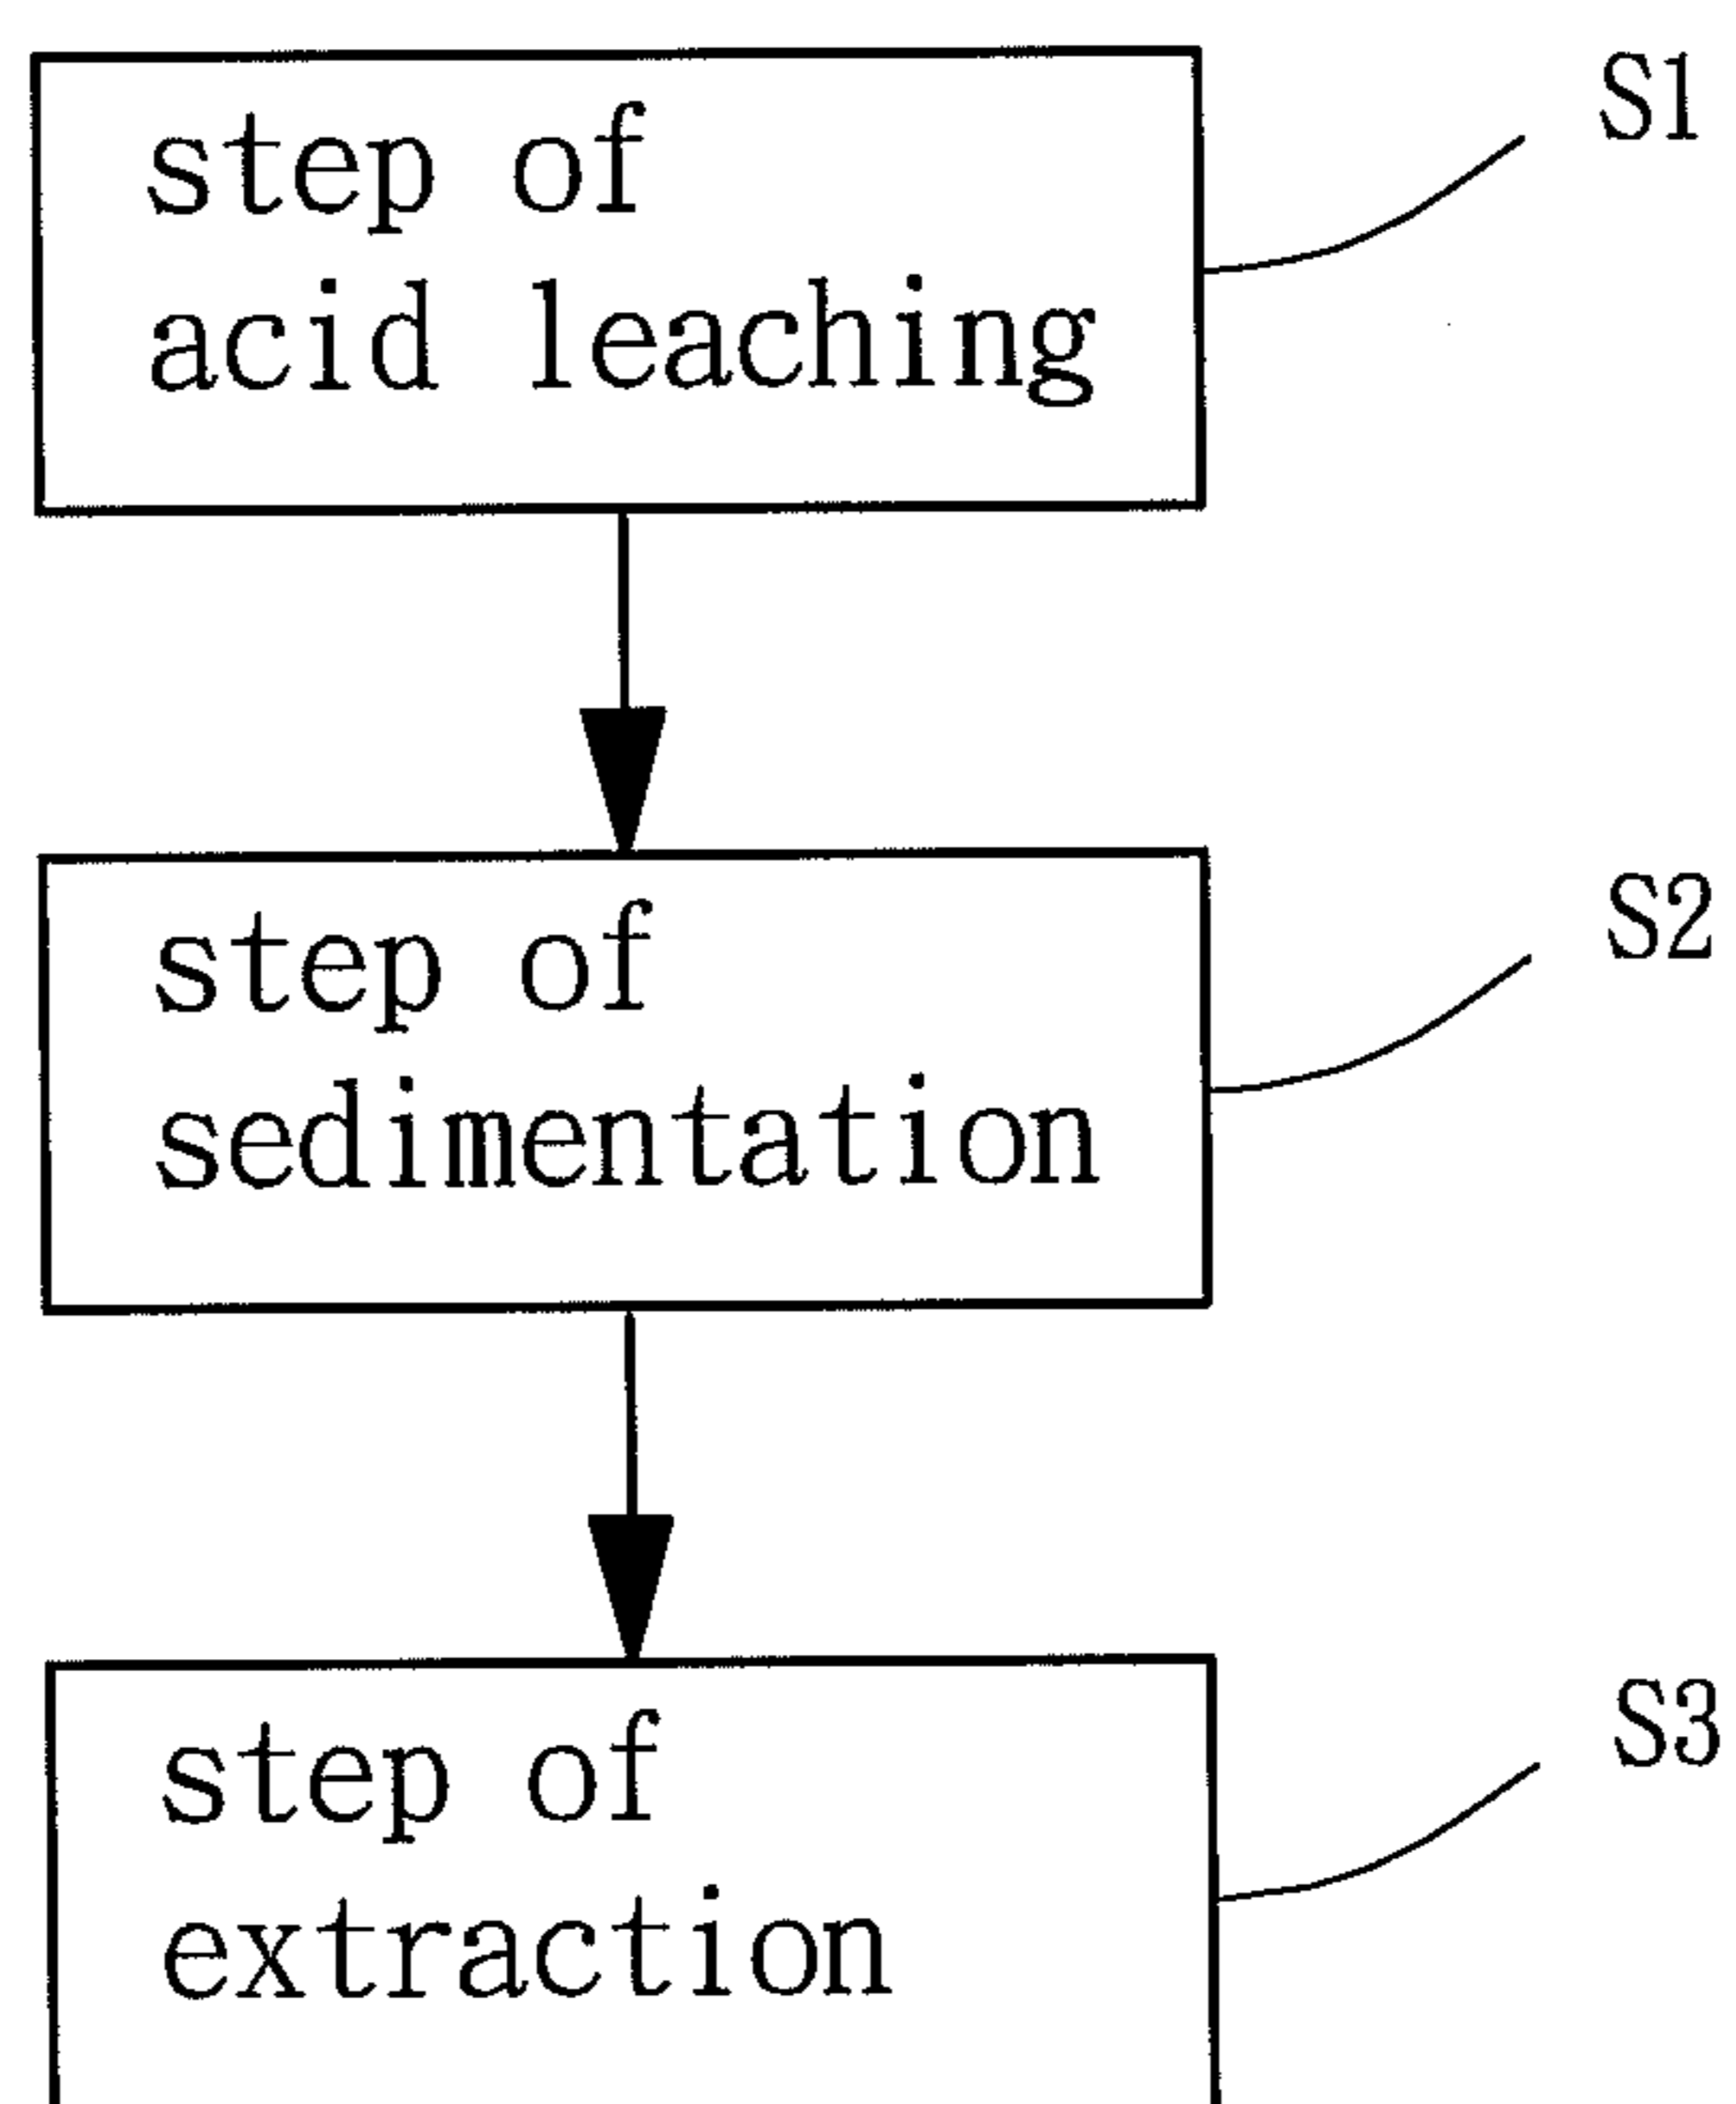 step of
acid leaching
S1
step of
sedimentation
S2
step of
extraction
S3